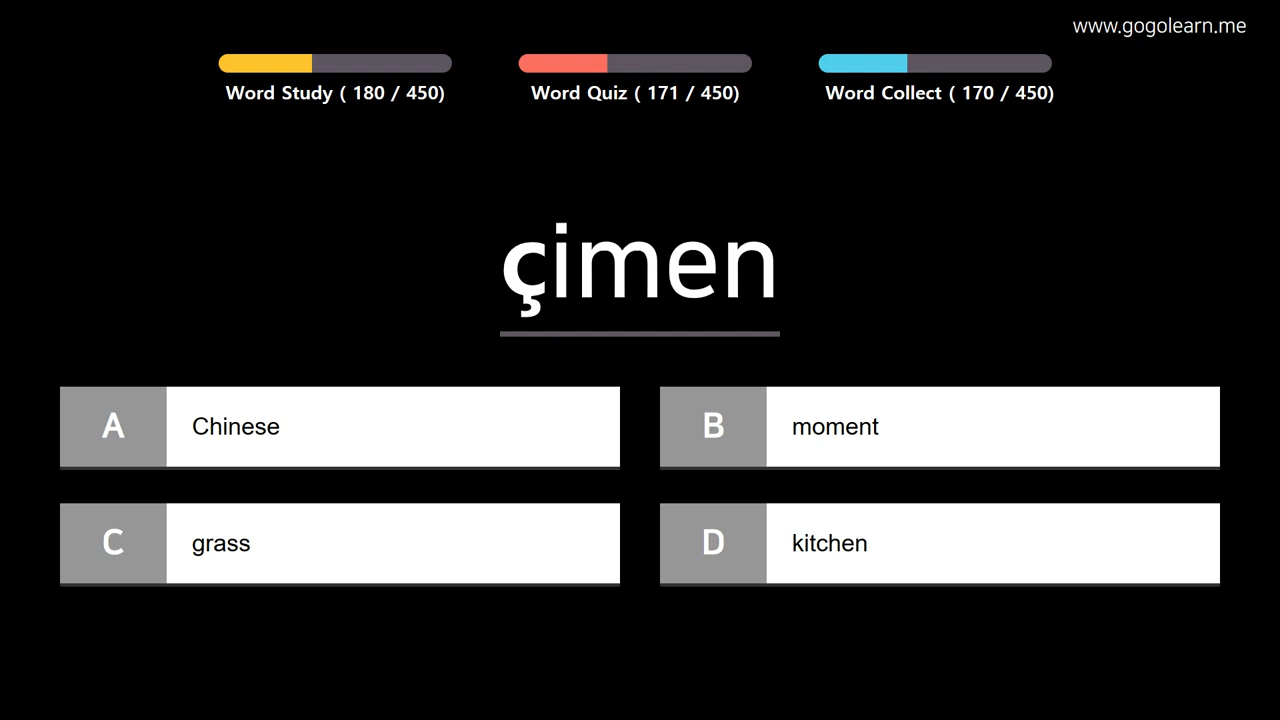 www.gogolearn.me
Word Study ( 180 / 450)
Word Quiz ( 171 / 450)
Word Collect ( 170 / 450)
çimen
A Chinese
B moment
C grass
D kitchen